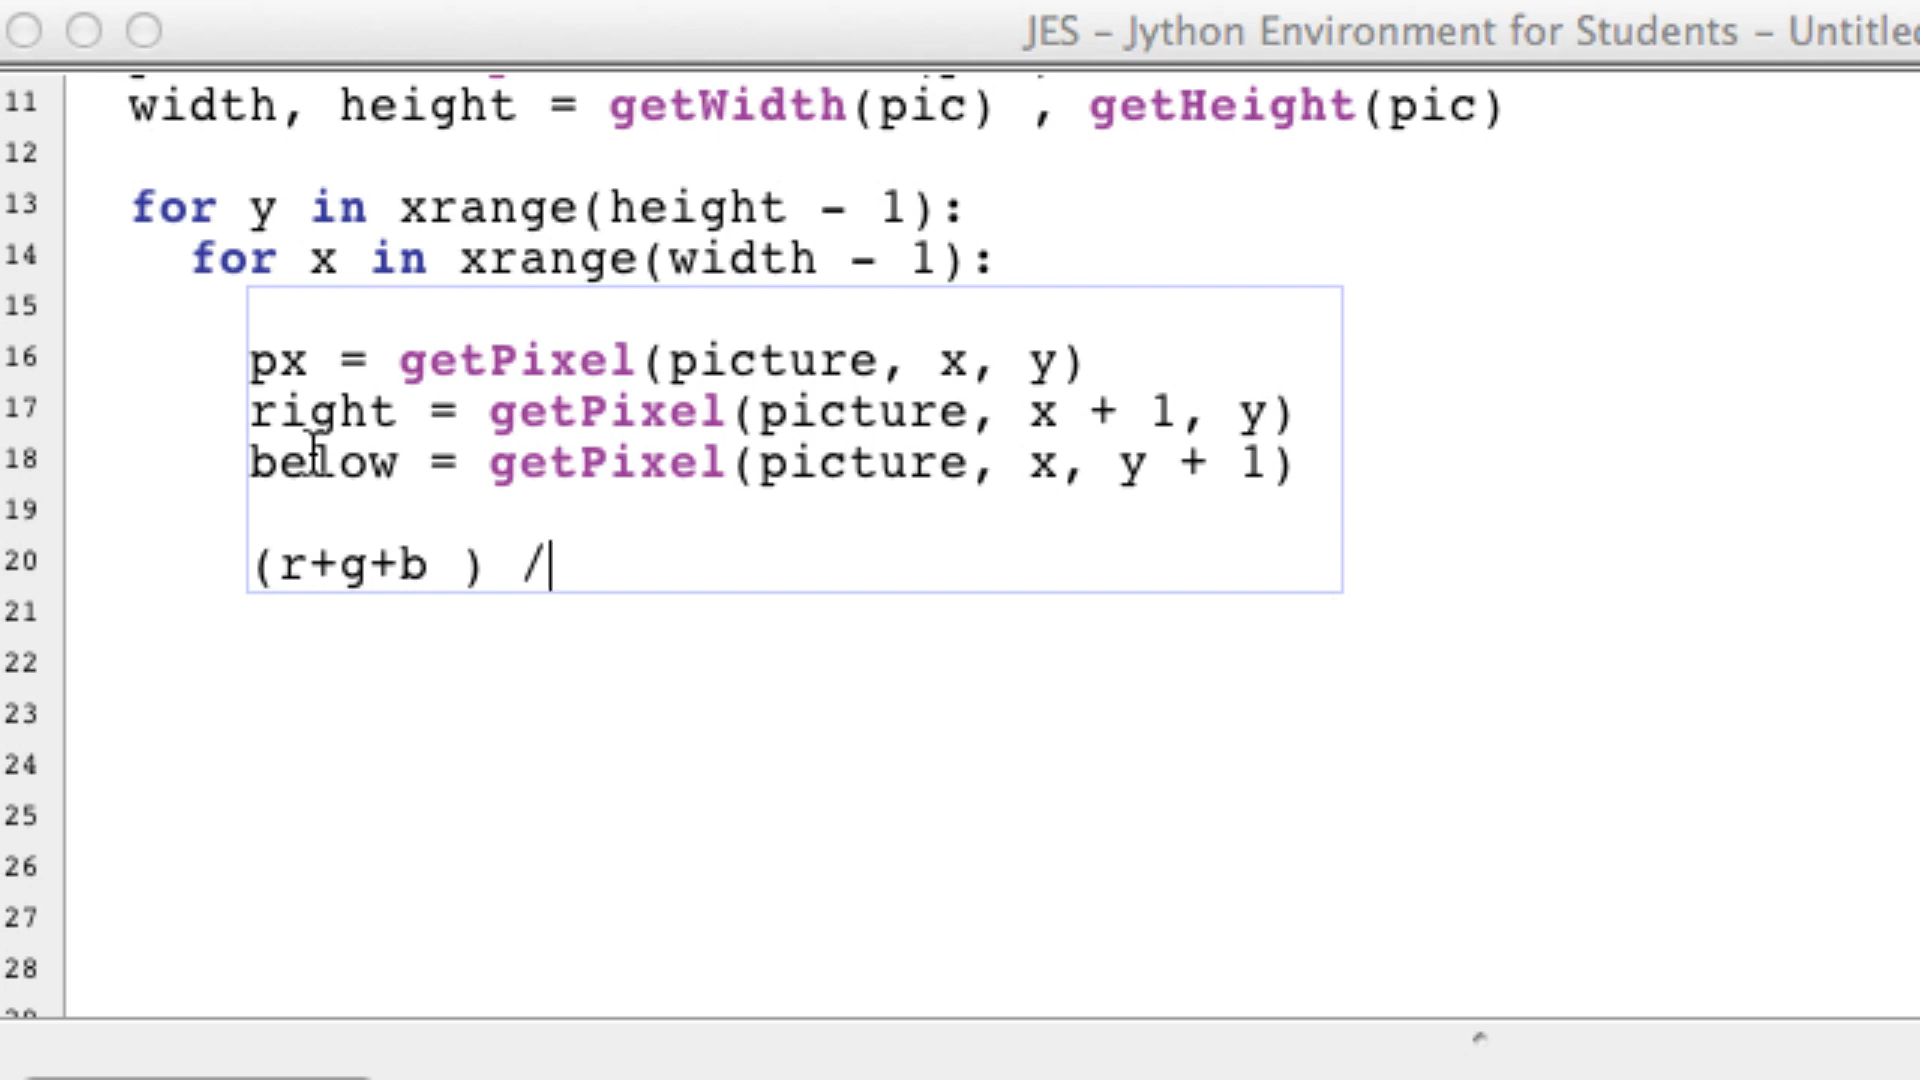 JES – Jython Environment for Students –
11 width, height = getWidth(pic) , getHeight(pic)
12
13 for y in xrange(height - 1):
14 for x in xrange(width - 1):
15
16 px = getPixel(picture, x, y)
17 right = getPixel(picture, x + 1, y)
18 below = getPixel(picture, x, y + 1)
19
20 (r+g+b ) /
21
22
23
24
25
26
27
28